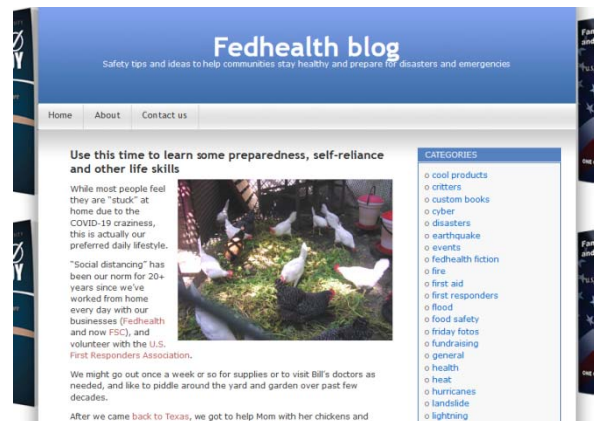 Fedhealth blog
Safety tips and ideas to help communities stay healthy and prepare for disasters and emergencies
Home About Contact us
Use this time to learn some preparedness, self-reliance
and other life skills
While most people feel
they are "stuck" at
home due to the
COVID-19 craziness,
this is actually our
preferred daily lifestyle.
"Social distancing" has
been our norm for 20+
years since we've
worked from home
every day with our
businesses (Fedhealth
and now FSC), and
volunteer with the U.S.
First Responders Association.
We might go out once a week or so for supplies or to visit Bill's doctors as
needed, and like to piddle around the yard and garden over past few
decades.
After we came back to Texas, we got to help Mom with her chickens and
CATEGORIES
cool products
critters
custom books
cyber
disasters
earthquake
events
fedhealth fiction
fire
first aid
first responders
flood
food safety
friday fotos
fundraising
general
health
heat
hurricanes
landslide
lightning